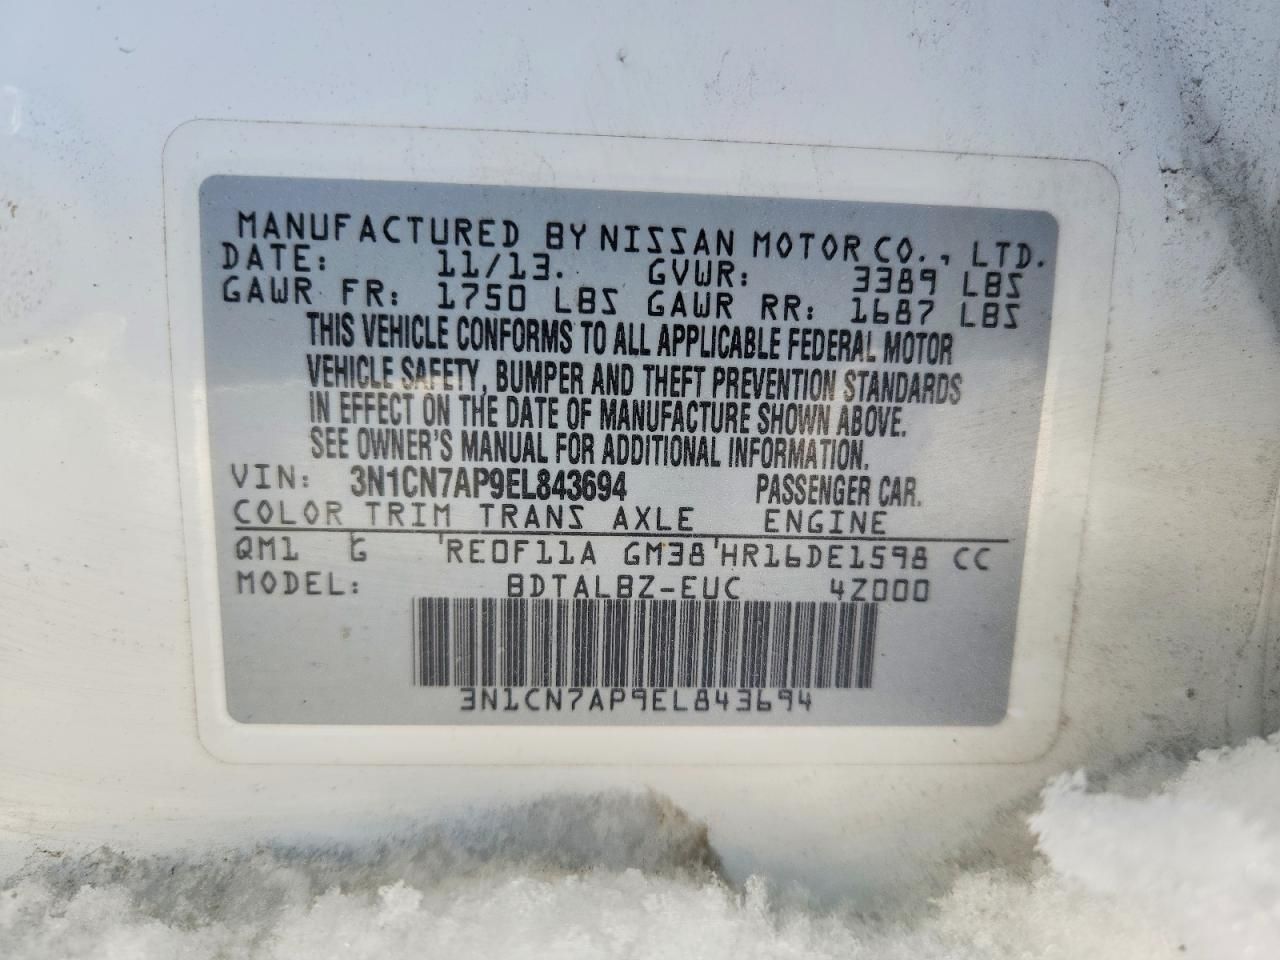 MANUFACTURED BY NISSAN MOTOR CO., LTD.
DATE: 11/13. GVWR: 3389 LBS
GAWR FR: 1750 LBS GAWR RR: 1687 LBS
THIS VEHICLE CONFORMS TO ALL APPLICABLE FEDERAL MOTOR
VEHICLE SAFETY, BUMPER AND THEFT PREVENTION STANDARDS
IN EFFECT ON THE DATE OF MANUFACTURE SHOWN ABOVE.
SEE OWNER'S MANUAL FOR ADDITIONAL INFORMATION.
VIN: 3N1CN7AP9EL843694 PASSENGER CAR.
COLOR TRIM TRANS AXLE ENGINE
QM1 G 'RE0F11A GM38'HR16DE1598 CC
MODEL: BDTALBZ-EUC 4Z000
3N1CN7AP9EL843694